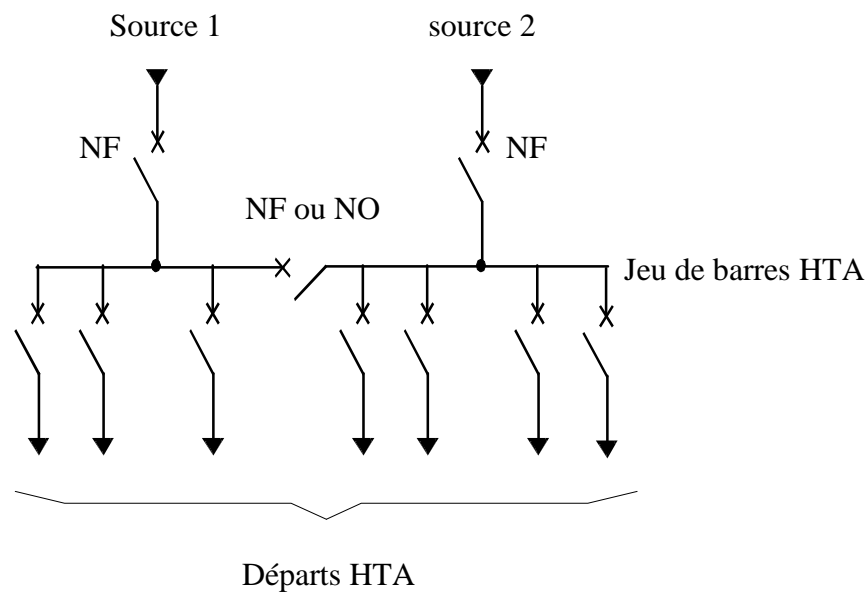 Source 1
source 2
NF
NF
NF ou NO
Jeu de barres HTA
Départs HTA